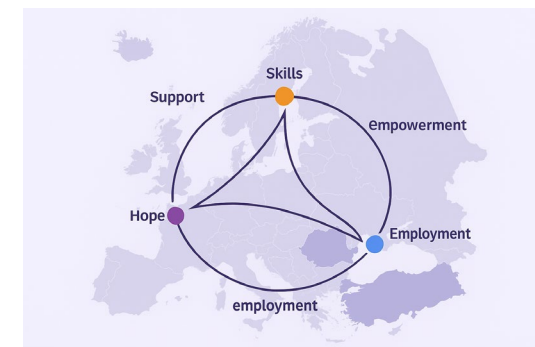 Skills
Support
empowerment
Hope
Employment
employment